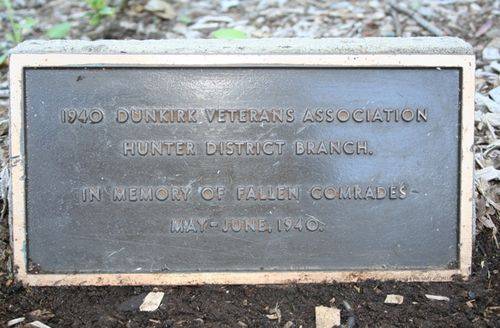 1940 DUNKIRK VETERANS ASSOCIATION
HUNTER DISTRICT BRANCH.
IN MEMORY OF FALLEN COMRADES
MAY-JUNE, 1940.